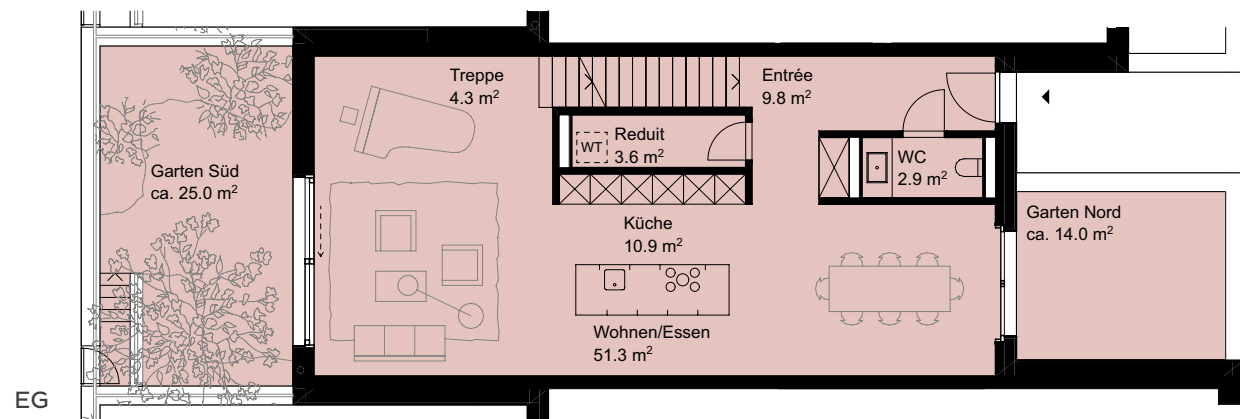 Treppe
4.3 m²
Entrée
9.8 m²
Reduit
3.6 m²
WT
WC
2.9 m²
Garten Süd
ca. 25.0 m²
Küche
10.9 m²
Garten Nord
ca. 14.0 m²
Wohnen/Essen
51.3 m²
EG